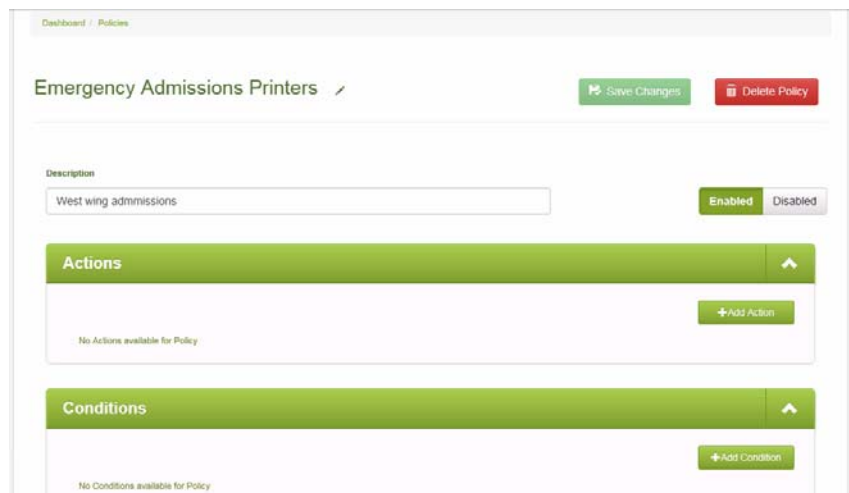 Dashboard / Policies
Emergency Admissions Printers
Save Changes
Delete Policy
Description
West wing admmissions
Enabled
Disabled
Actions
+Add Action
No Actions available for Policy
Conditions
+Add Condition
No Conditions available for Policy